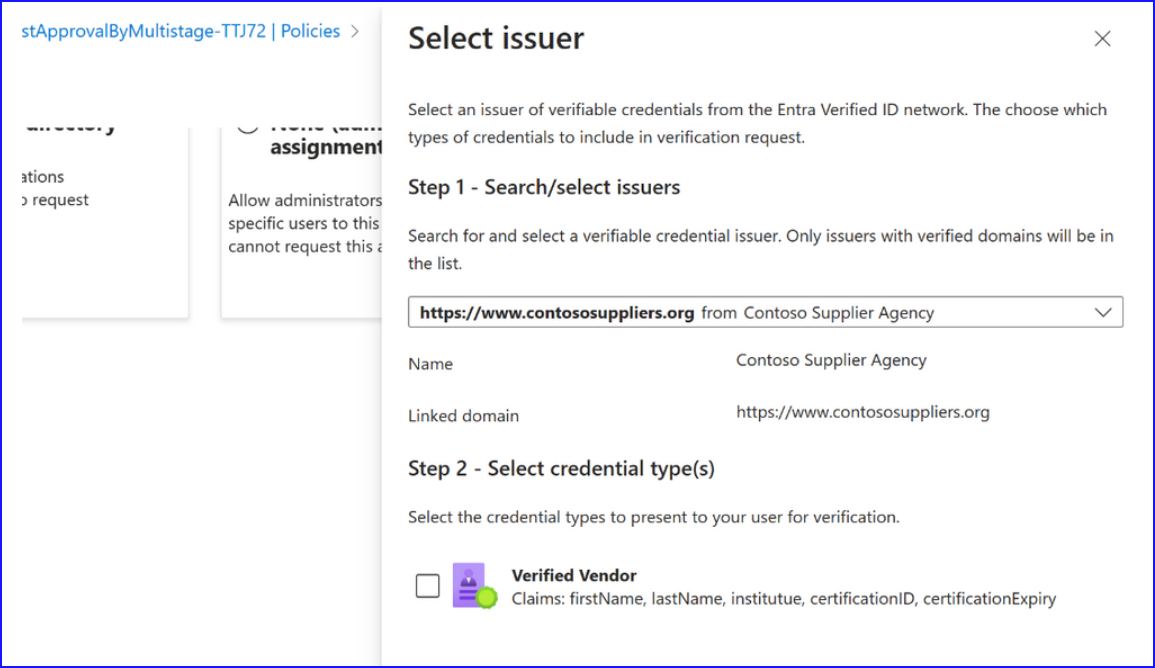 stApprovalByMultistage-TTJ72 | Policies >
directory
ations
o request
None (adm
assignment
Allow administrators
specific users to this
cannot request this a
Select issuer
Select an issuer of verifiable credentials from the Entra Verified ID network. The choose which
types of credentials to include in verification request.
Step 1 - Search/select issuers
Search for and select a verifiable credential issuer. Only issuers with verified domains will be in
the list.
https://www.contososuppliers.org from Contoso Supplier Agency
Name Contoso Supplier Agency
Linked domain https://www.contososuppliers.org
Step 2 - Select credential type(s)
Select the credential types to present to your user for verification.
Verified Vendor
Claims: firstName, lastName, institutue, certificationID, certificationExpiry